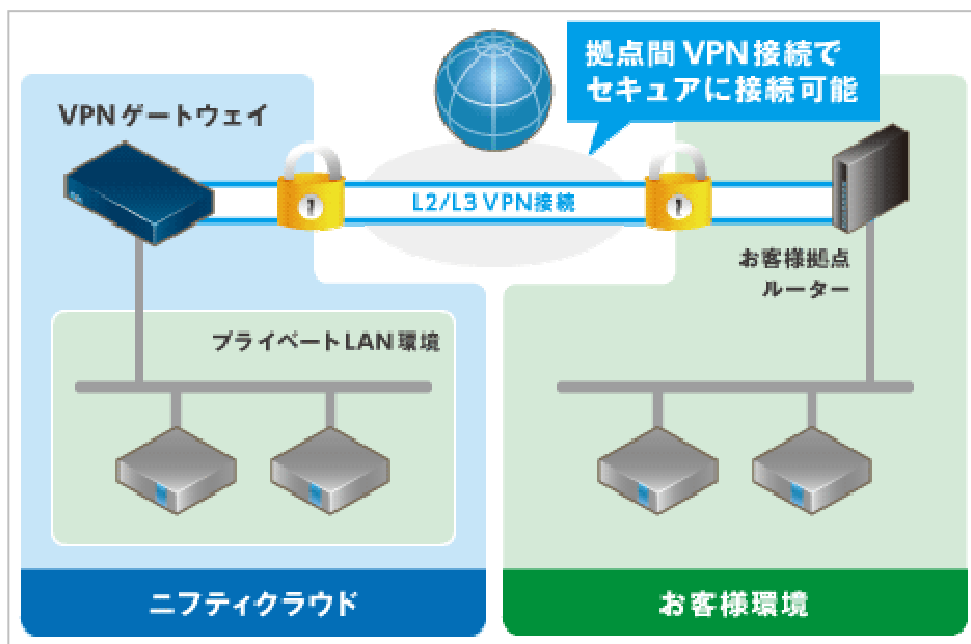 拠点間 VPN 接続で
セキュアに接続可能
VPN ゲートウェイ
L2/L3 VPN接続
お客様拠点
ルーター
プライベートLAN環境
ニフティクラウド
お客様環境